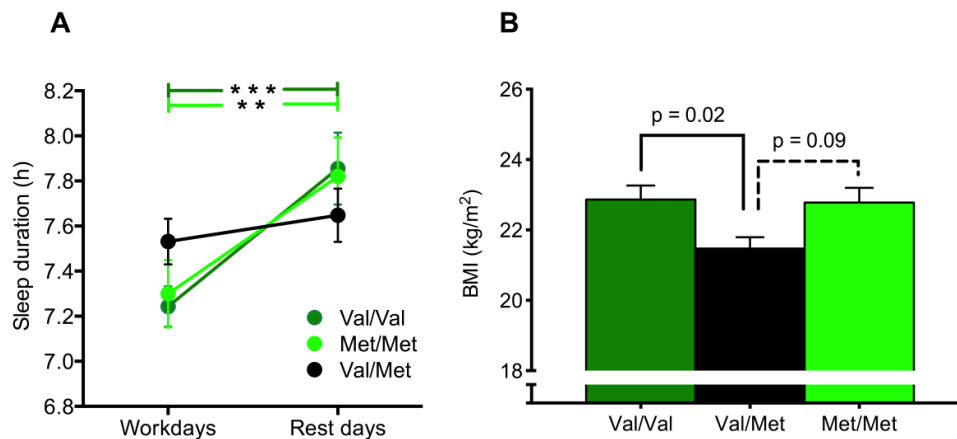 A
8.2
8.0
7.8
7.6
7.4
7.2
7.0
6.8
Sleep duration (h)
***
**
Val/Val
Met/Met
Val/Met
Workdays
Rest days
B
26
24
22
20
18
BMI (kg/m²)
p = 0.02
p = 0.09
Val/Val
Val/Met
Met/Met